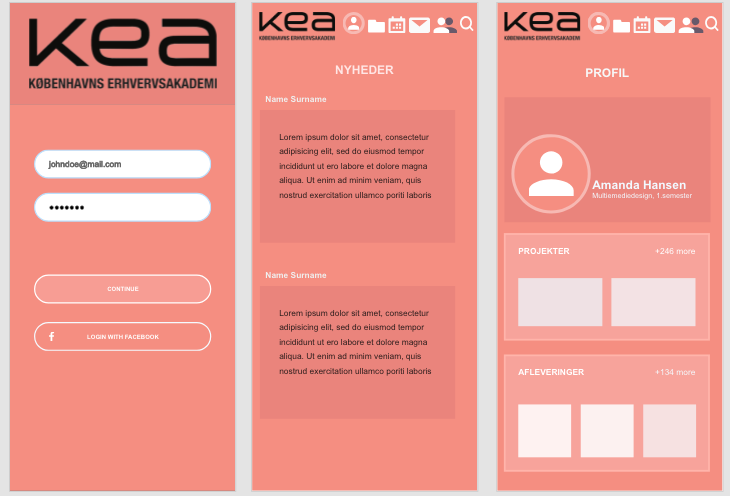 kea
KØBENHAVNS ERHVERVSAKADEMI
johndoe@mail.com
•••••••
CONTINUE
f LOGIN WITH FACEBOOK
kea
KØBENHAVNS ERHVERVSAKADEMI
NYHEDER
Name Surname
Lorem ipsum dolor sit amet, consectetur
adipisicing elit, sed do eiusmod tempor
incididunt ut ero labore et dolore magna
aliqua. Ut enim ad minim veniam, quis
nostrud exercitation ullamco poriti laboris
Name Surname
Lorem ipsum dolor sit amet, consectetur
adipisicing elit, sed do eiusmod tempor
incididunt ut ero labore et dolore magna
aliqua. Ut enim ad minim veniam, quis
nostrud exercitation ullamco poriti laboris
kea
KØBENHAVNS ERHVERVSAKADEMI
PROFIL
Amanda Hansen
Multiemediedesign, 1.semester
PROJEKTER +246 more
AFLEVERINGER +134 more